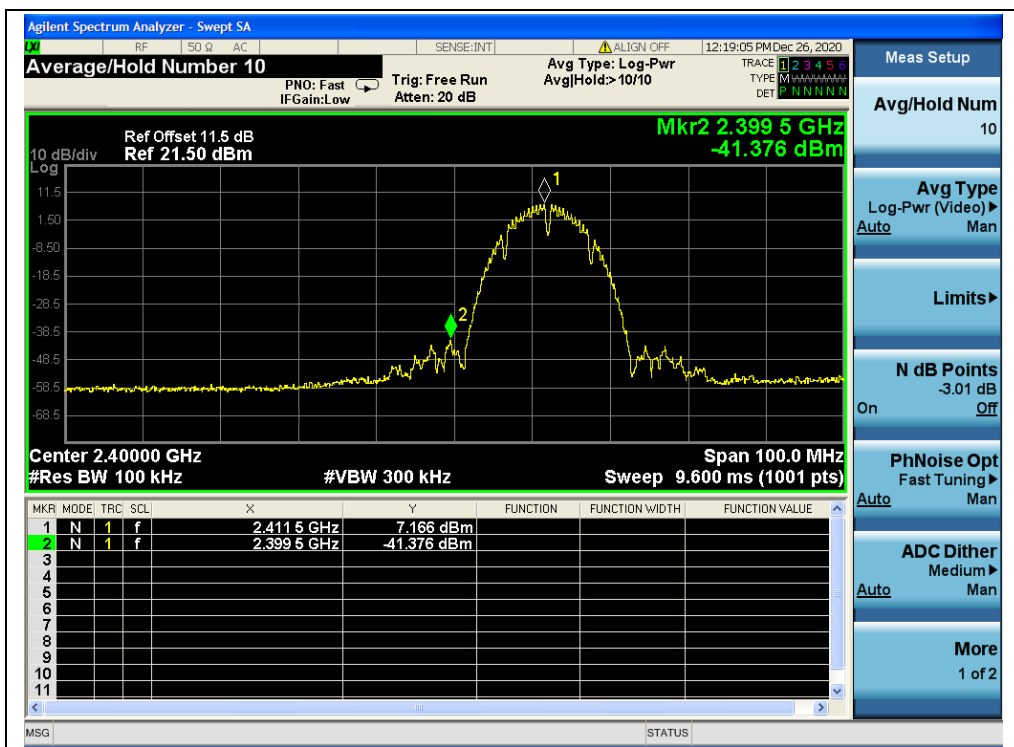 Agilent Spectrum Analyzer - Swept SA
LXI RF 50 Ω AC SENSE:INT ALIGN OFF 12:19:05 PM Dec 26, 2020
Average/Hold Number 10
PNO: Fast
IFGain:Low
Trig: Free Run
Atten: 20 dB
Avg Type: Log-Pwr
Avg|Hold:>10/10
TRACE 1 2 3 4 5 6
TYPE M
DET P N N N N N
Ref Offset 11.5 dB
10 dB/div Ref 21.50 dBm
Log
Mkr2 2.399 5 GHz
-41.376 dBm
11.5
1.50
-8.50
-18.5
-28.5
-38.5
-48.5
-58.5
-68.5
1
2
Center 2.40000 GHz Span 100.0 MHz
#Res BW 100 kHz #VBW 300 kHz Sweep 9.600 ms (1001 pts)
MKR MODE TRC SCL X Y FUNCTION FUNCTION WIDTH FUNCTION VALUE
1 N 1 f 2.411 5 GHz 7.166 dBm
2 N 1 f 2.399 5 GHz -41.376 dBm
3
4
5
6
7
8
9
10
11
MSG STATUS
Meas Setup
Avg/Hold Num
10
Avg Type
Log-Pwr (Video)
Auto Man
Limits
N dB Points
-3.01 dB
On Off
PhNoise Opt
Fast Tuning
Auto Man
ADC Dither
Medium
Auto Man
More
1 of 2